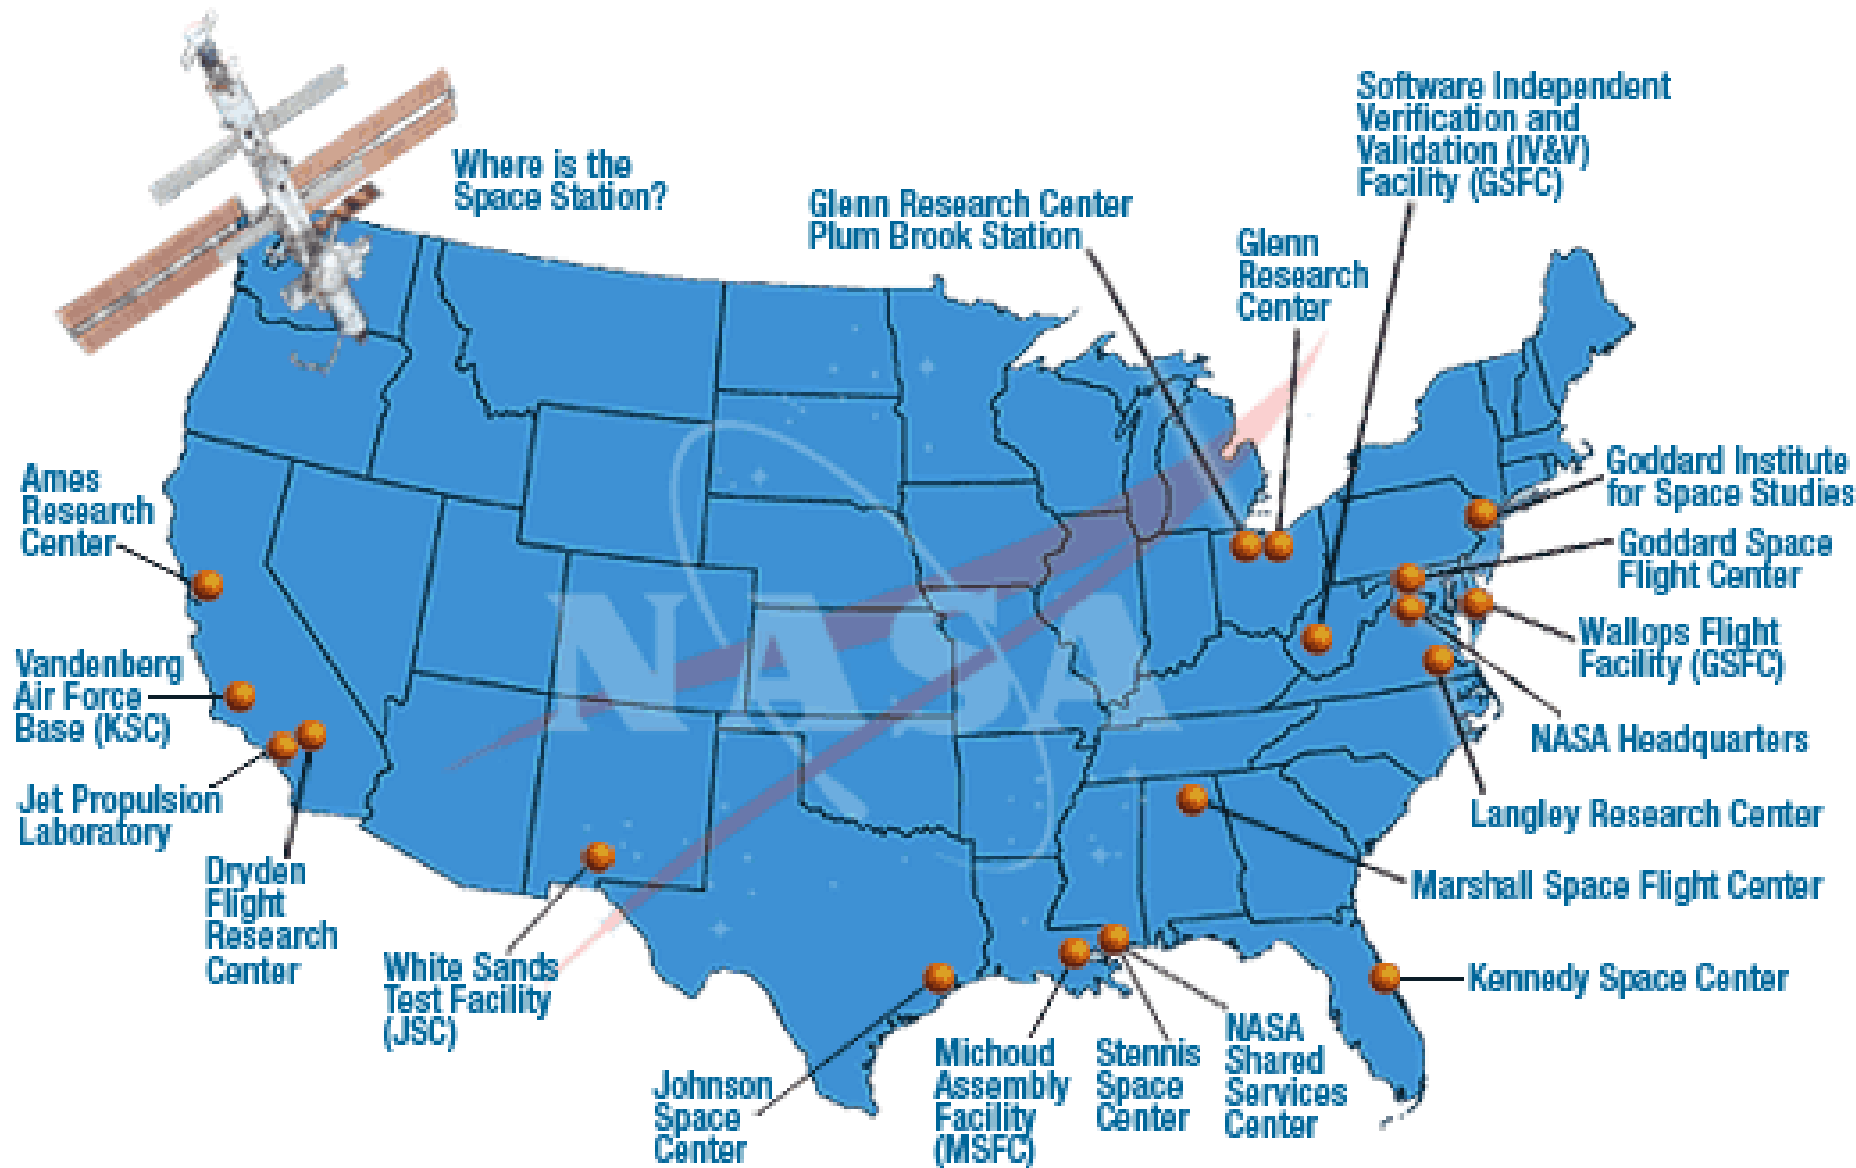 Where is the
Space Station?
Software Independent
Verification and
Validation (IV&V)
Facility (GSFC)
Glenn Research Center
Plum Brook Station
Glenn
Research
Center
Ames
Research
Center
Goddard Institute
for Space Studies
Goddard Space
Flight Center
Wallops Flight
Facility (GSFC)
NASA
Vandenberg
Air Force
Base (KSC)
NASA Headquarters
Jet Propulsion
Laboratory
Langley Research Center
Dryden
Flight
Research
Center
Marshall Space Flight Center
White Sands
Test Facility
(JSC)
Kennedy Space Center
Johnson
Space
Center
Michoud
Assembly
Facility
(MSFC)
Stennis
Space
Center
NASA
Shared
Services
Center